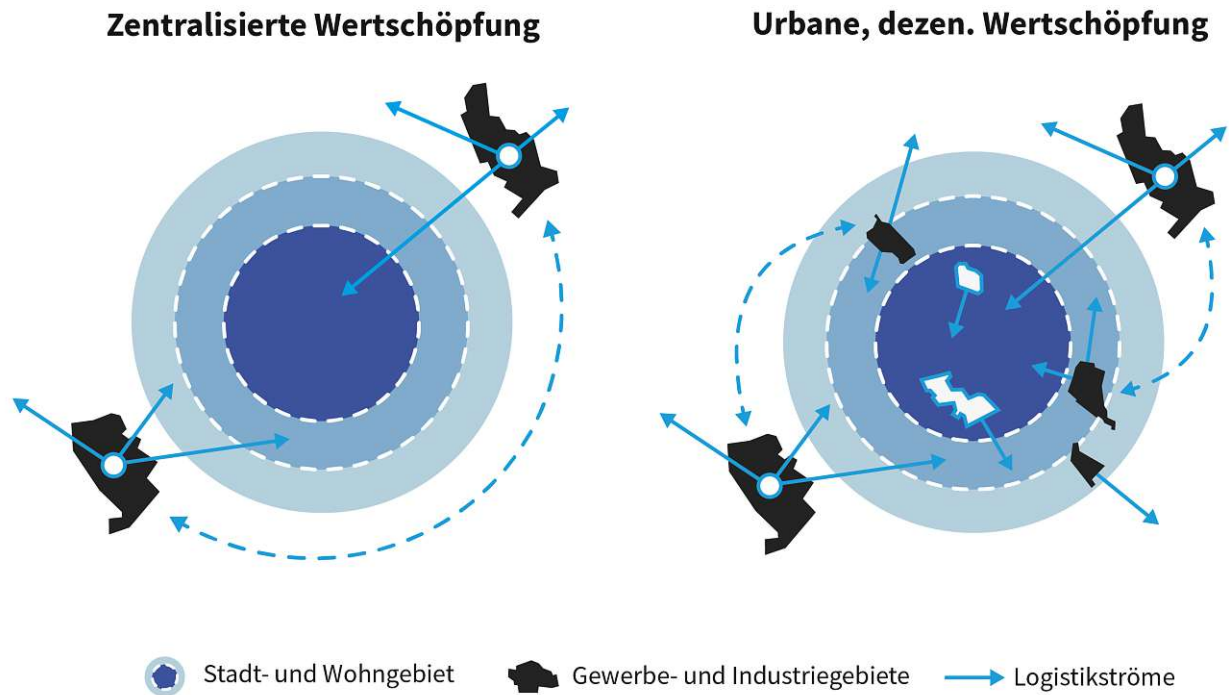 Zentralisierte Wertschöpfung
Urbane, dezen. Wertschöpfung
Stadt- und Wohngebiet
Gewerbe- und Industriegebiete
Logistikströme